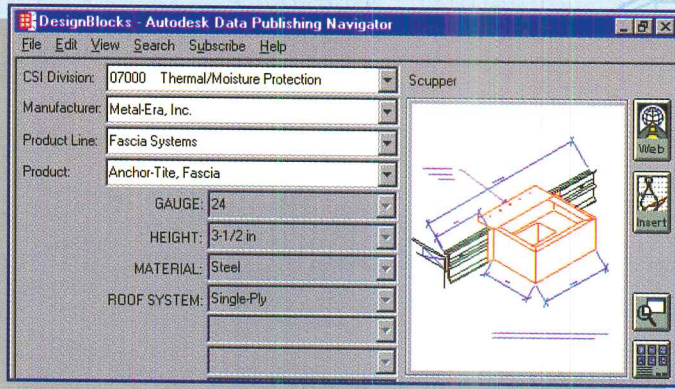 DesignBlocks - Autodesk Data Publishing Navigator
File Edit View Search Subscribe Help
CSI Division: 07000 Thermal/Moisture Protection
Scupper
Manufacturer: Metal-Era, Inc.
Web
Product Line: Fascia Systems
Product: Anchor-Tite, Fascia
Insert
GAUGE: 24
HEIGHT: 3-1/2 in
MATERIAL: Steel
ROOF SYSTEM: Single-Ply